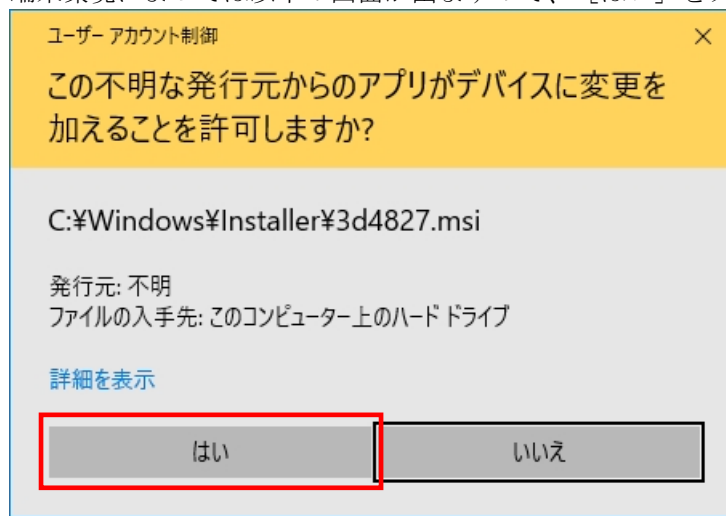 ユーザー アカウント制御
この不明な発行元からのアプリがデバイスに変更を
加えることを許可しますか?
C:¥Windows¥Installer¥3d4827.msi
発行元: 不明
ファイルの入手先: このコンピューター上のハード ドライブ
詳細を表示
はい
いいえ